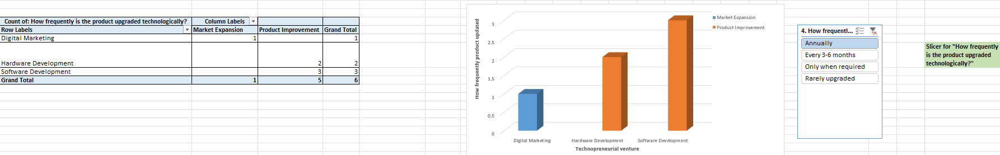 Count of: How frequently is the product upgraded technologically? Column Labels
Row Labels Market Expansion Product Improvement Grand Total
Digital Marketing 1 1
Hardware Development 2 2
Software Development 3 3
Grand Total 1 5 6
How frequently product updated
3
2.5
2
1.5
1
0.5
0
Digital Marketing Hardware Development Software Development
Technopreneurial venture
Market Expansion
Product Improvement
4. How frequentl...
Annually
Every 3-6 months
Only when required
Rarely upgraded
Slicer for "How frequently
is the product upgraded
technologically?"